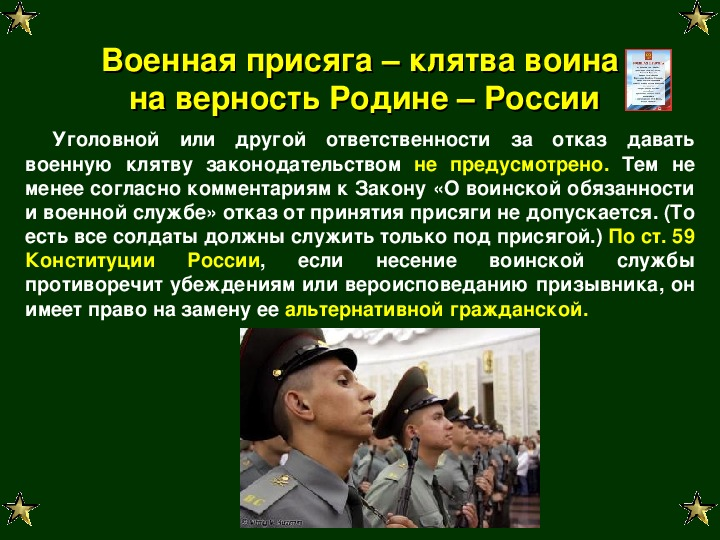 Военная присяга – клятва воина
на верность Родине – России
Уголовной или другой ответственности за отказ давать
военную клятву законодательством не предусмотрено. Тем не
менее согласно комментариям к Закону «О воинской обязанности
и военной службе» отказ от принятия присяги не допускается. (То
есть все солдаты должны служить только под присягой.) По ст. 59
Конституции России, если несение воинской службы
противоречит убеждениям или вероисповеданию призывника, он
имеет право на замену ее альтернативной гражданской.
ВС